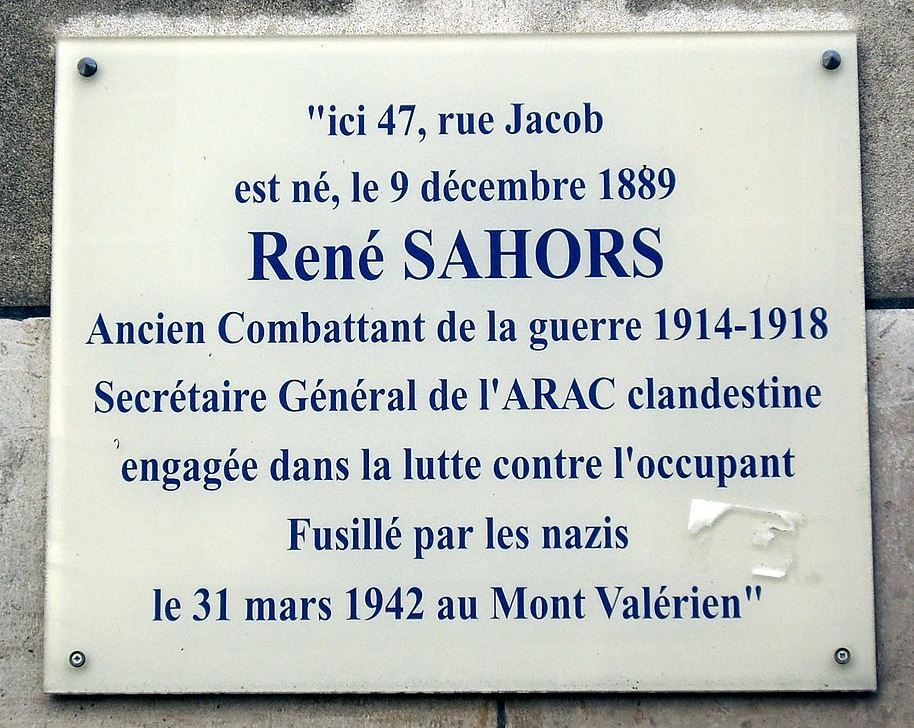 "ici 47, rue Jacob
est né, le 9 décembre 1889
René SAHORS
Ancien Combattant de la guerre 1914-1918
Secrétaire Général de l'ARAC clandestine
engagée dans la lutte contre l'occupant
Fusillé par les nazis
le 31 mars 1942 au Mont Valérien"